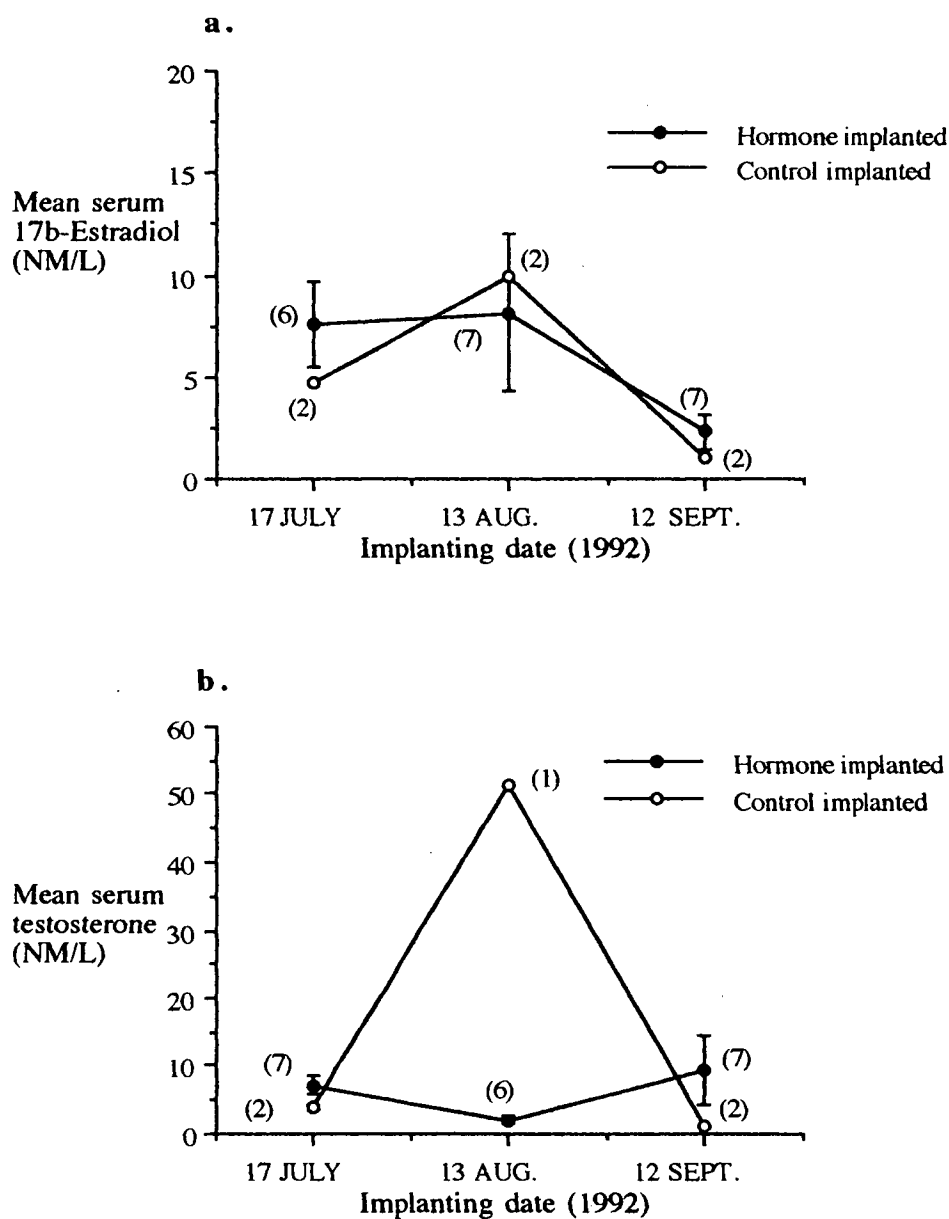 a.
20
15
10
5
0
Mean serum
17b-Estradiol
(NM/L)
Hormone implanted
Control implanted
(6)
(2)
(2)
(7)
(7)
(2)
17 JULY
13 AUG.
12 SEPT.
Implanting date (1992)
b.
60
50
40
30
20
10
0
Mean serum
testosterone
(NM/L)
Hormone implanted
Control implanted
(1)
(7)
(2)
(6)
(7)
(2)
17 JULY
13 AUG.
12 SEPT.
Implanting date (1992)